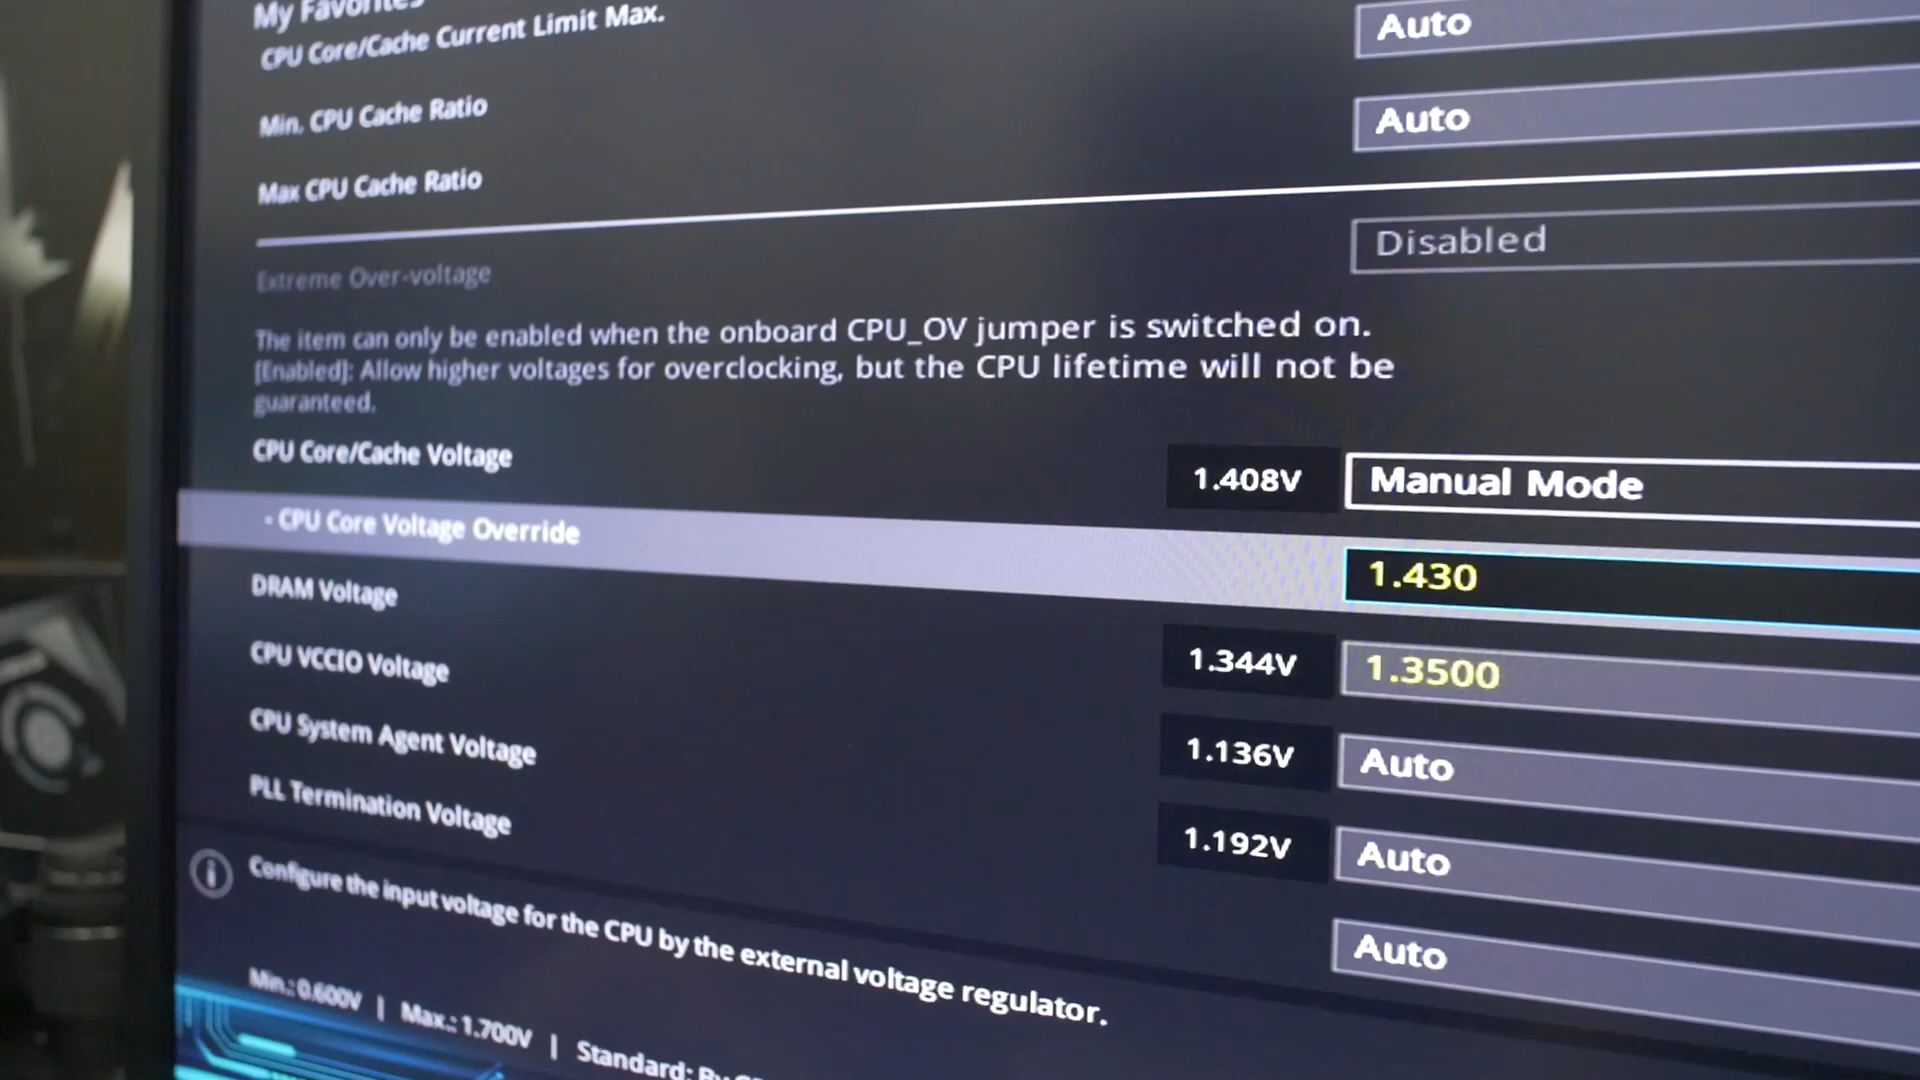 My Favorites
CPU Core/Cache Current Limit Max.
Auto
Min. CPU Cache Ratio
Auto
Max CPU Cache Ratio
Extreme Over-voltage
Disabled
The item can only be enabled when the onboard CPU_OV jumper is switched on.
[Enabled]: Allow higher voltages for overclocking, but the CPU lifetime will not be
guaranteed.
CPU Core/Cache Voltage
1.408V
Manual Mode
- CPU Core Voltage Override
1.430
DRAM Voltage
1.344V
1.3500
CPU VCCIO Voltage
1.136V
Auto
CPU System Agent Voltage
1.192V
Auto
PLL Termination Voltage
Auto
Configure the input voltage for the CPU by the external voltage regulator.
Min.: 0.600V | Max.: 1.700V | Standard: By